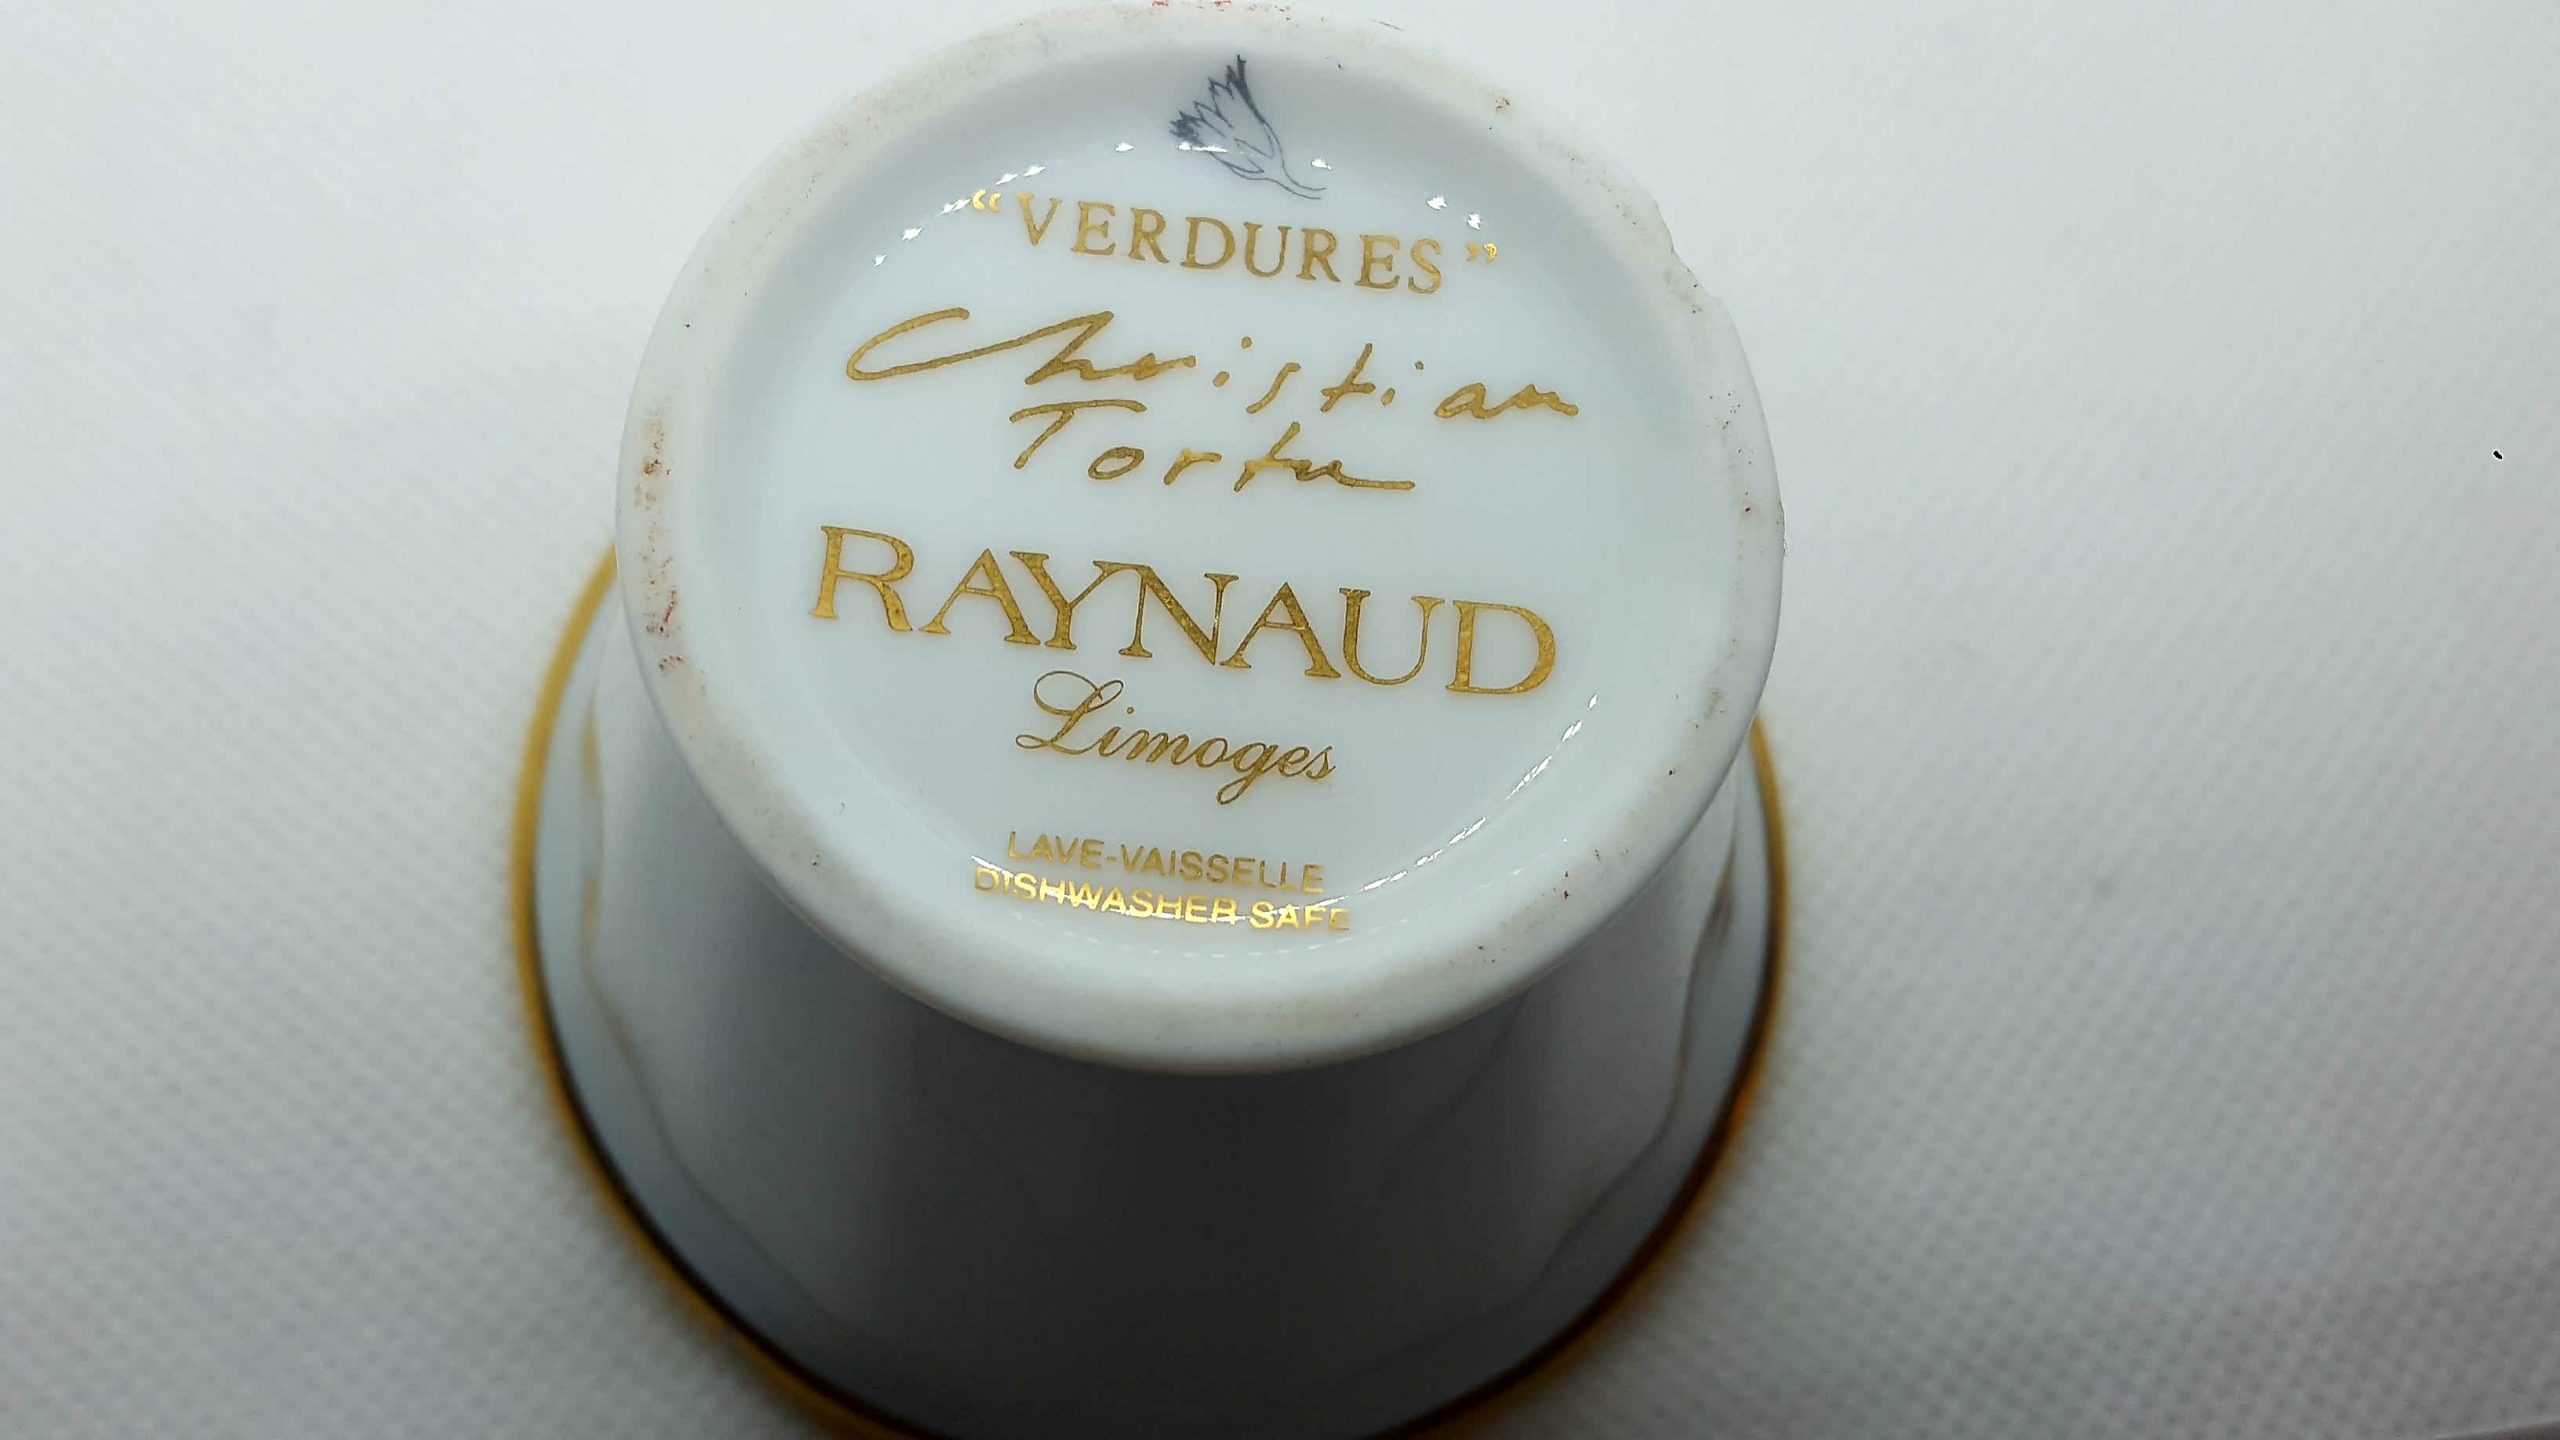 “VERDURES”
Christian
Tortu
RAYNAUD
Limoges
LAVE-VAISSELLE
DISHWASHER SAFE